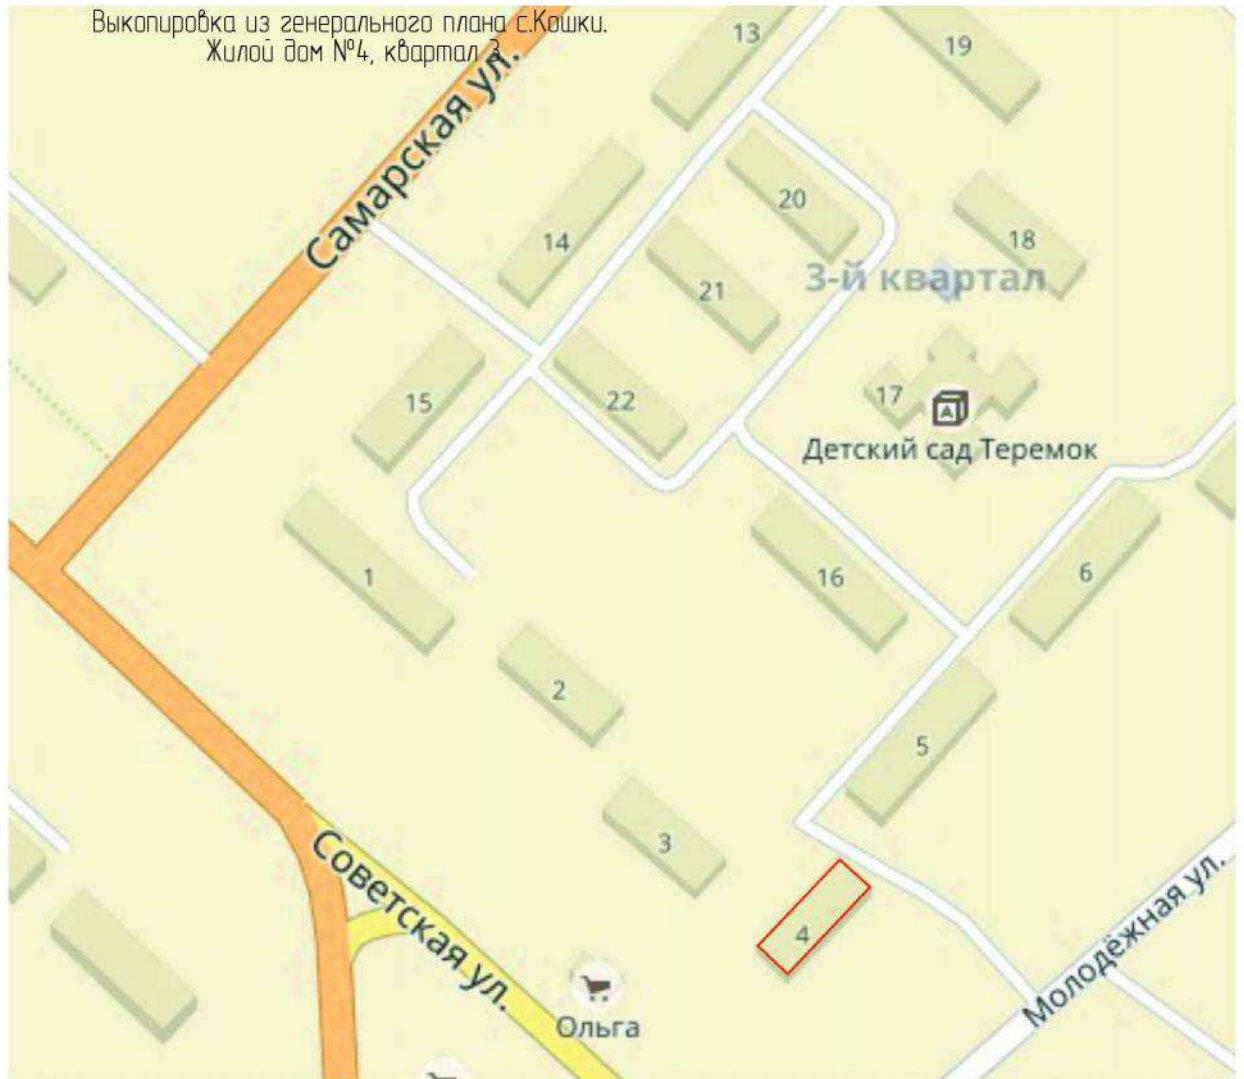 Выкопировка из генерального плана с.Кошки.
Жилой дом №4, квартал 3.
Самарская ул.
13
19
20
14
18
3-й квартал
21
15
22
17
Детский сад Теремок
1
16
6
2
5
3
Советская ул.
4
Молодёжная ул.
Ольга